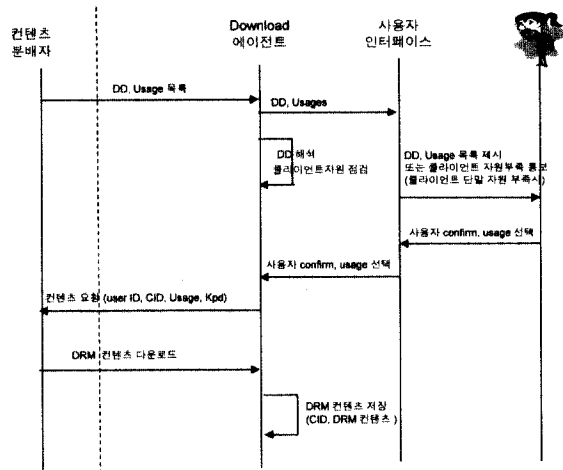 컨텐츠
분배자
Download
에이전트
사용자
인터페이스
DD, Usage 목록
DD, Usages
DD 해석
클라이언트자원 점검
DD, Usage 목록 제시
또는 클라이언트 자원부족 통보
(클라이언트 단말 자원 부족시)
사용자 confirm, usage 선택
사용자 confirm, usage 선택
컨텐츠 요청 (user ID, CID, Usage, Kpd)
DRM 컨텐츠 다운로드
DRM 컨텐츠 저장
(CID, DRM 컨텐츠 )